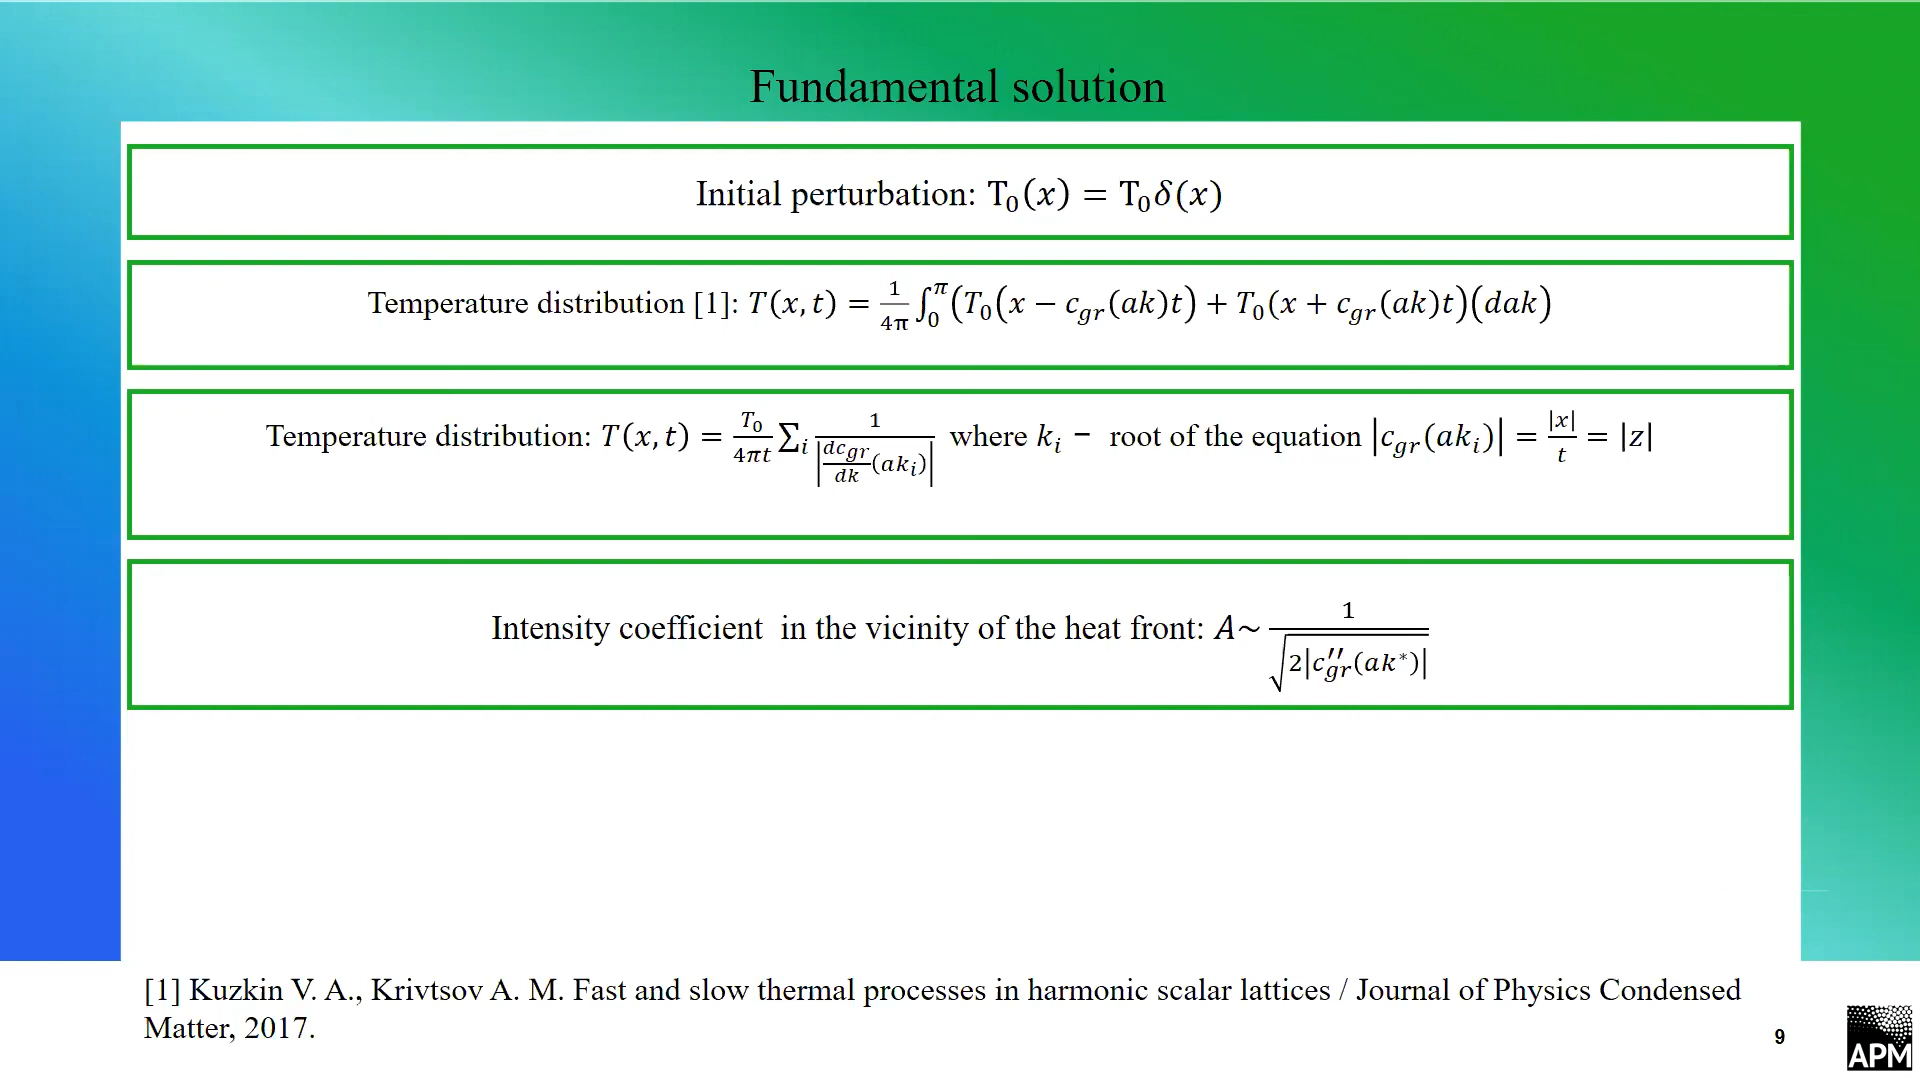 Fundamental solution
Initial perturbation: T₀(x) = T₀δ(x)
Temperature distribution [1]: T(x, t) = 1/4π ∫₀^π (T₀(x − c_gr(ak)t) + T₀(x + c_gr(ak)t)(dak)
Temperature distribution: T(x, t) = T₀/4πt ∑ᵢ 1/|dc_gr/dk (akᵢ)| where kᵢ − root of the equation |c_gr(akᵢ)| = |x|/t = |z|
Intensity coefficient in the vicinity of the heat front: A~ 1/√(2|c″_gr(ak*)|)
[1] Kuzkin V. A., Krivtsov A. M. Fast and slow thermal processes in harmonic scalar lattices / Journal of Physics Condensed
Matter, 2017.
9
APM